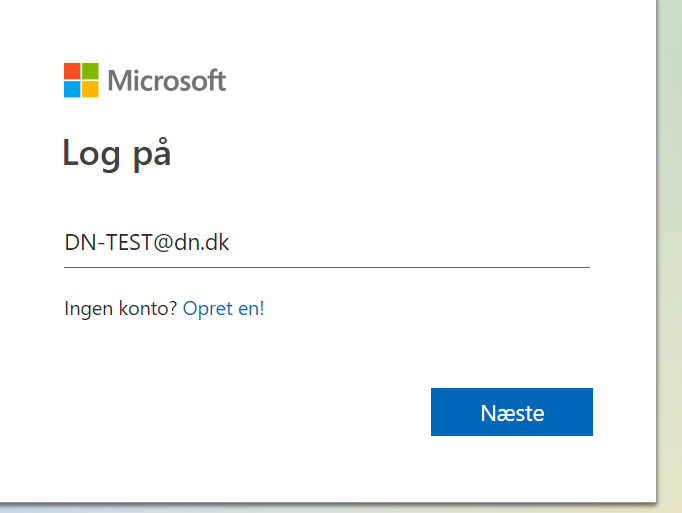 Microsoft
Log på
DN-TEST@dn.dk
Ingen konto? Opret en!
Næste